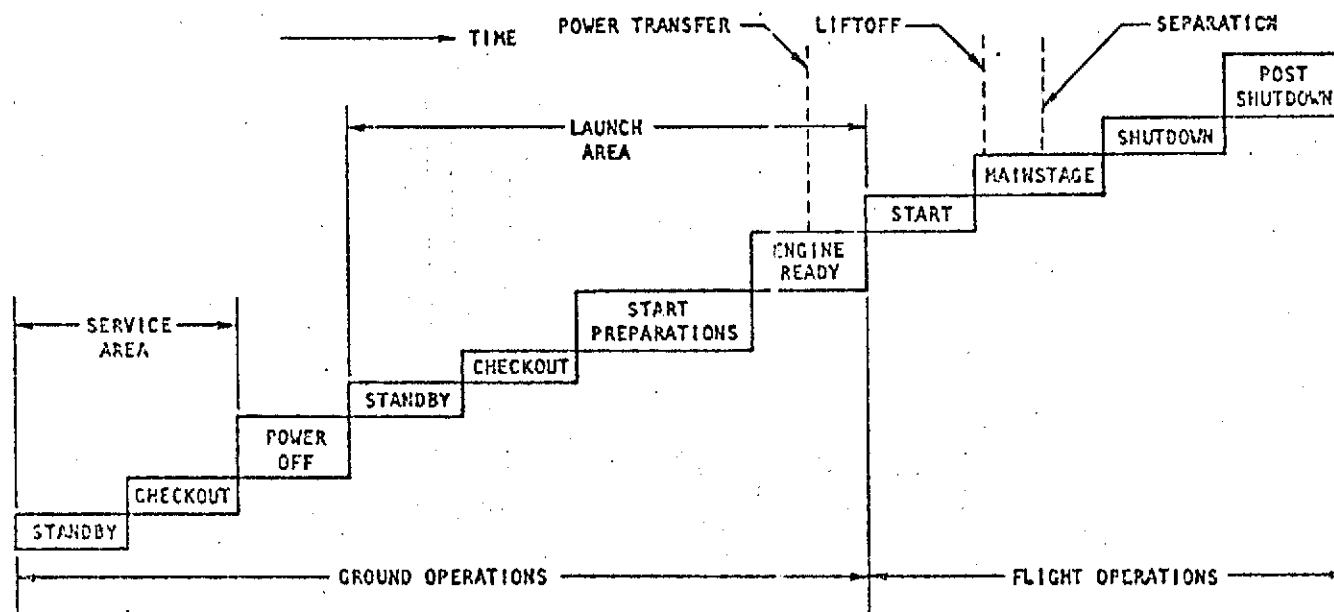 POWER TRANSFER
LIFTOFF
SEPARATION
TIME
POST
SHUTDOWN
LAUNCH
AREA
SHUTDOWN
MAINSTAGE
START
ENGINE
READY
SERVICE
AREA
START
PREPARATIONS
CHECKOUT
STANDBY
POWER
OFF
CHECKOUT
STANDBY
GROUND OPERATIONS
FLIGHT OPERATIONS